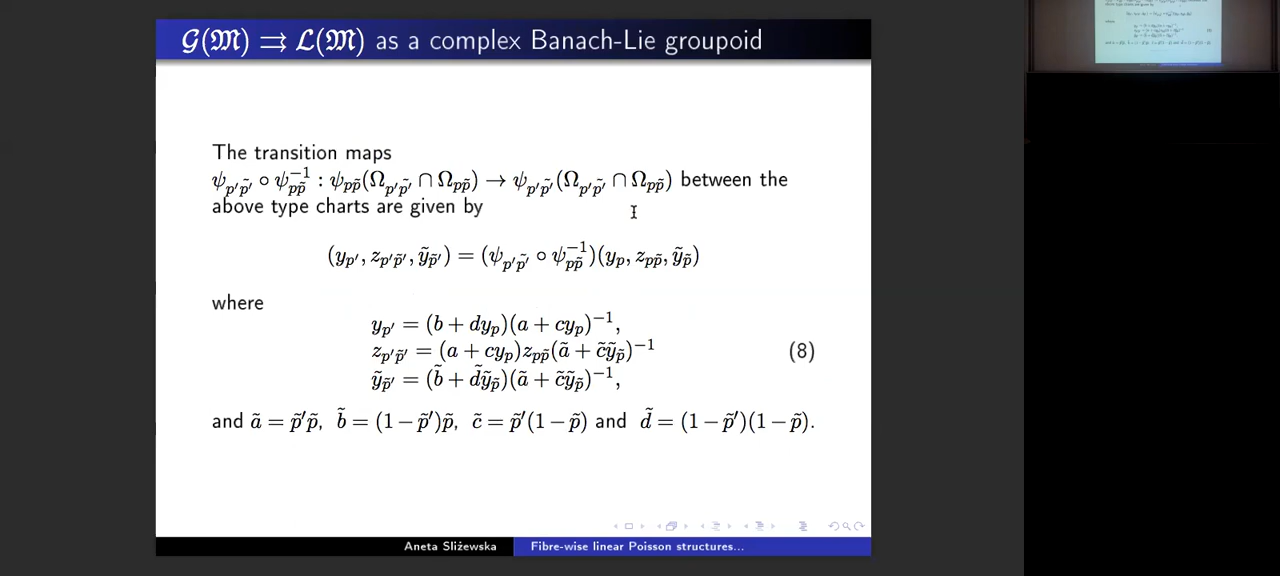 𝒢(𝔐) ⇉ ℒ(𝔐) as a complex Banach-Lie groupoid
The transition maps
ψ_{p′p̃′} ∘ ψ_{pp̃}^{−1} : ψ_{pp̃}(Ω_{p′p̃′} ∩ Ω_{pp̃}) → ψ_{p′p̃′}(Ω_{p′p̃′} ∩ Ω_{pp̃}) between the
above type charts are given by
(y_{p′}, z_{p′p̃′}, ỹ_{p̃′}) = (ψ_{p′p̃′} ∘ ψ_{pp̃}^{−1})(y_p, z_{pp̃}, ỹ_{p̃})
where
y_{p′} = (b + dy_p)(a + cy_p)^{−1},
z_{p′p̃′} = (a + cy_p)z_{pp̃}(ã + c̃ỹ_{p̃})^{−1} (8)
ỹ_{p̃′} = (b̃ + d̃ỹ_{p̃})(ã + c̃ỹ_{p̃})^{−1},
and ã = p̃′p̃, b̃ = (1 − p̃′)p̃, c̃ = p̃′(1 − p̃) and d̃ = (1 − p̃′)(1 − p̃).
Aneta Sliżewska Fibre-wise linear Poisson structures...